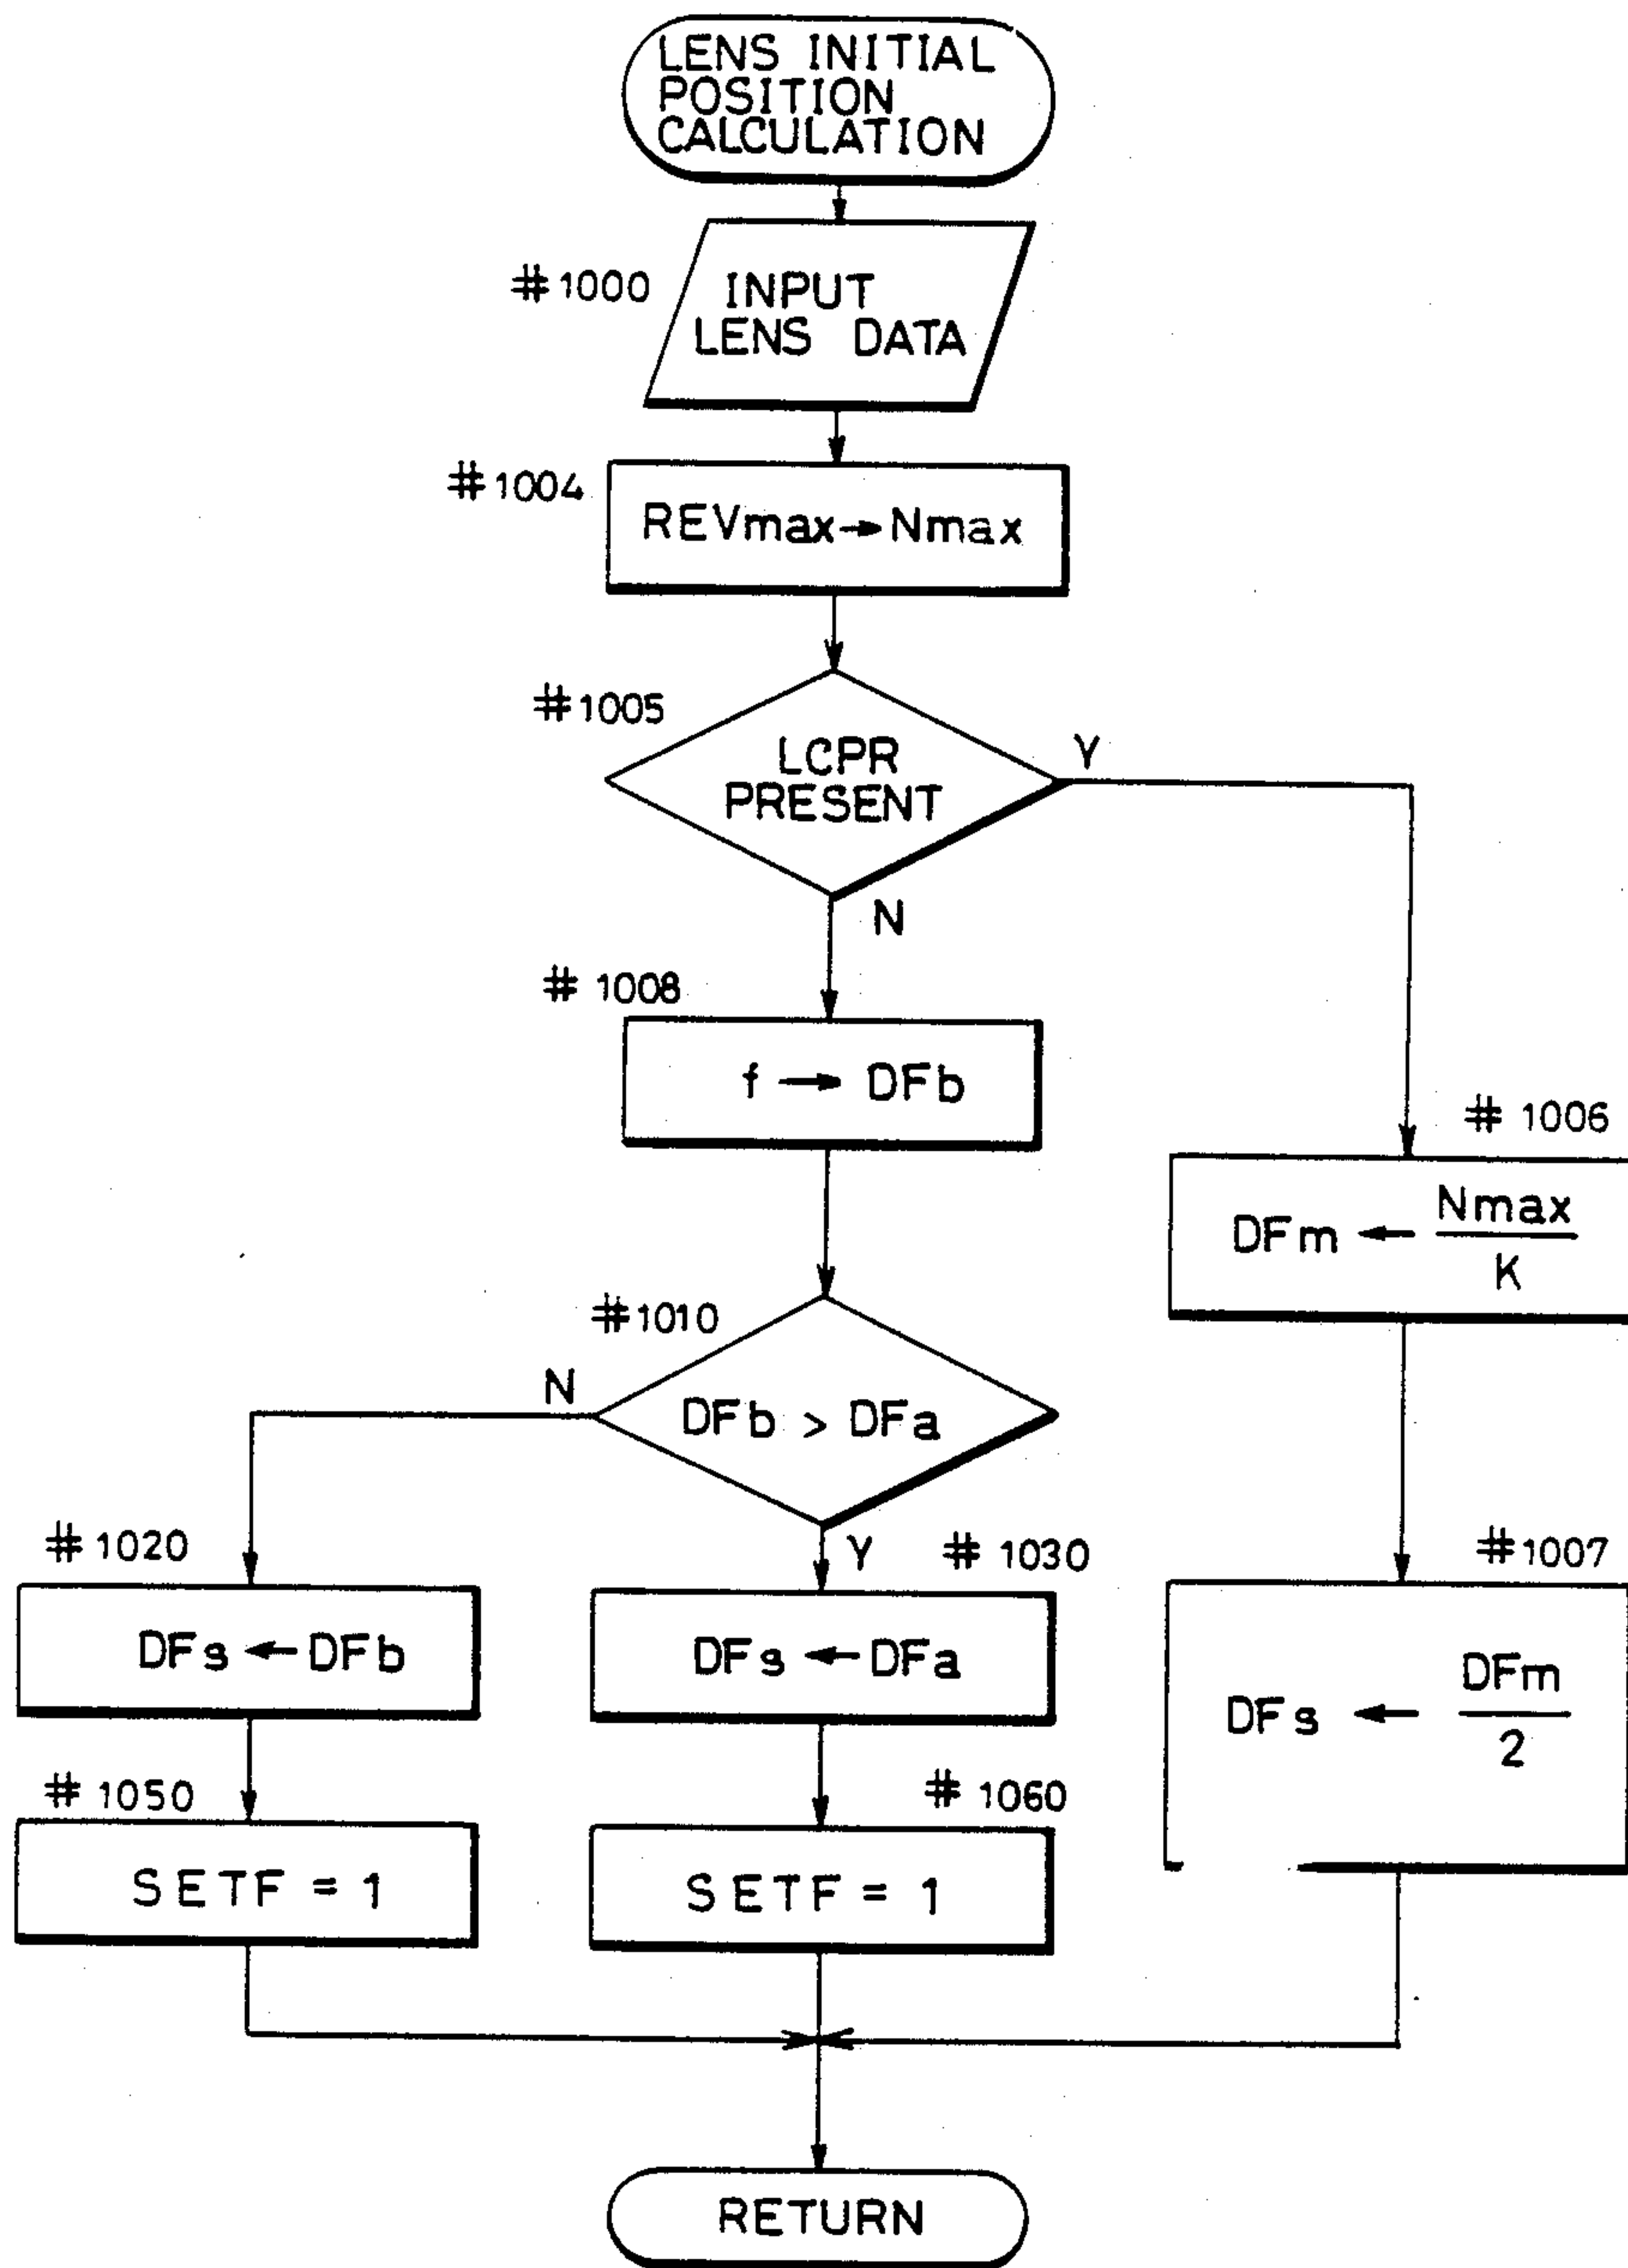 LENS INITIAL
POSITION
CALCULATION
#1000
INPUT
LENS DATA
#1004
REVmax→Nmax
#1005
LCPR
PRESENT
Y
N
#1008
f → DFb
#1006
DFm ← Nmax
K
#1010
N
DFb > DFa
Y
#1020
DFs ← DFb
#1030
DFs ← DFa
#1007
DFs ← DFm
2
#1050
SETF = 1
#1060
SETF = 1
RETURN